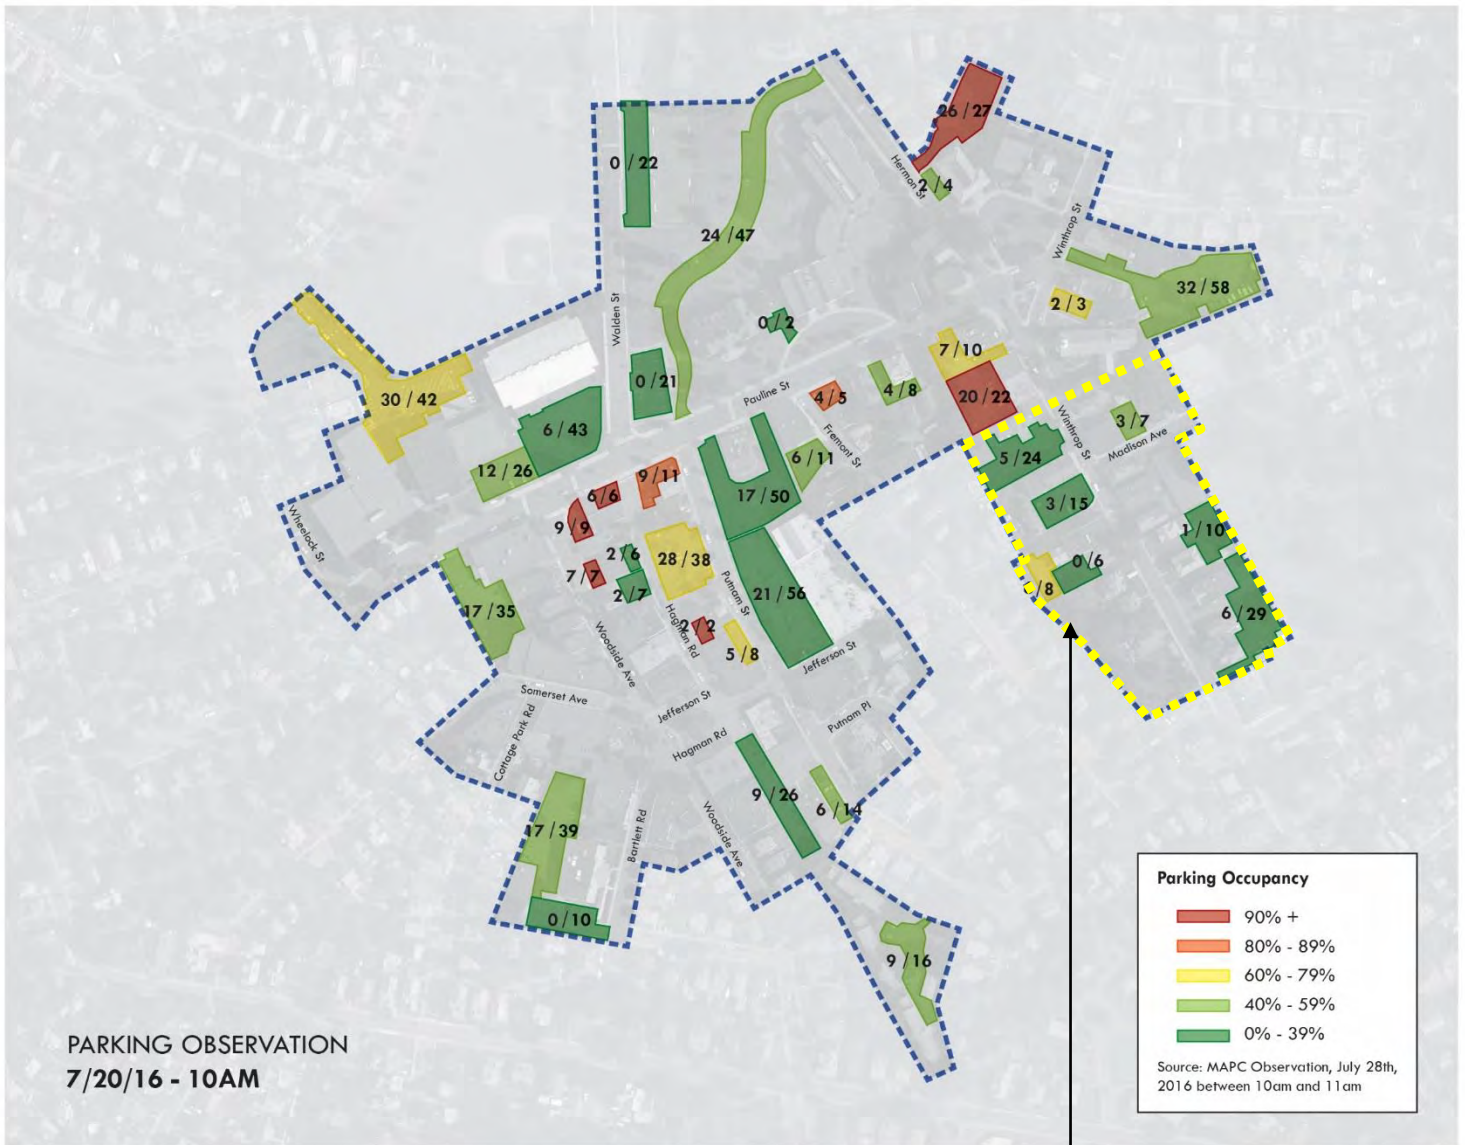 26 / 27
Hermon St
2 / 4
0 / 22
24 / 47
Winthrop St
32 / 58
2 / 3
Walden St
0 / 2
7 / 10
30 / 42
0 / 21
Pauline St
4 / 5
4 / 8
20 / 22
6 / 43
Fremont St
Winthrop St
3 / 7
Madison Ave
12 / 26
9 / 11
6 / 11
5 / 24
6 / 6
17 / 50
3 / 15
Wheelock St
9 / 9
1 / 10
2 / 6
28 / 38
0 / 6
7 / 7
2 / 7
Putnam St
21 / 56
/ 8
17 / 35
Hagman Rd
2 / 2
6 / 29
Woodside Ave
5 / 8
Jefferson St
Somerset Ave
Jefferson St
Cottage Park Rd
Hagman Rd
Putnam Pl
9 / 26
6 / 14
17 / 39
Bartlett Rd
Woodside Ave
0 / 10
9 / 16
Parking Occupancy
90% +
80% - 89%
60% - 79%
40% - 59%
0% - 39%
Source: MAPC Observation, July 28th,
2016 between 10am and 11am
PARKING OBSERVATION
7/20/16 - 10AM